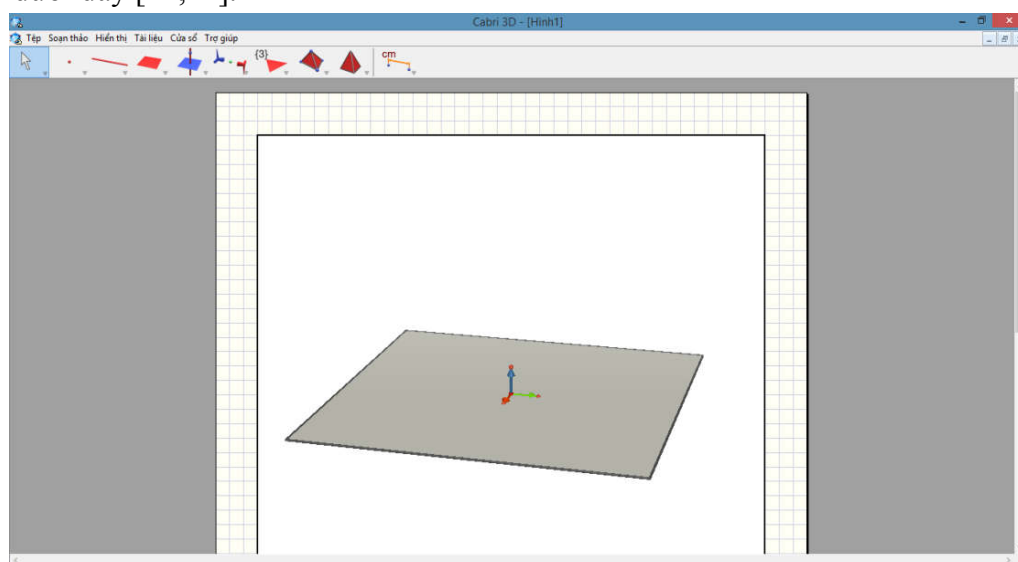 Cabri 3D - [Hình1]
Tệp Soạn thảo Hiển thị Tài liệu Cửa sổ Trợ giúp
{3} cm